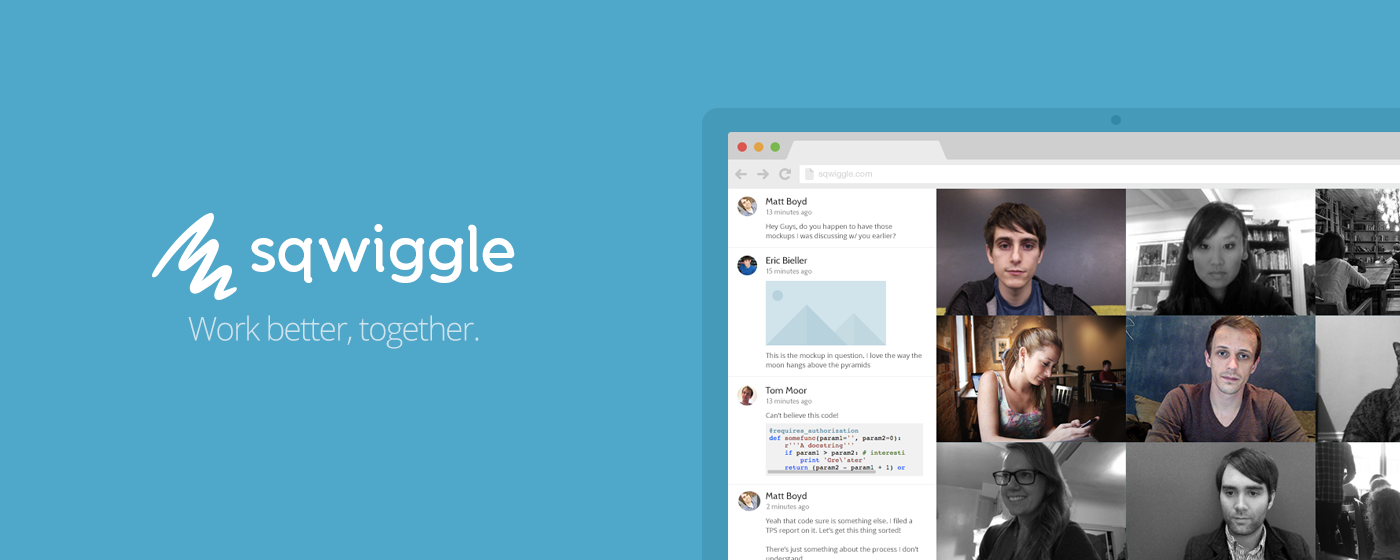 sqwiggle
Work better, together.
sqwiggle.com
Matt Boyd
13 minutes ago
Hey Guys, do you happen to have those
mockups I was discussing w/ you earlier?
Eric Bieller
15 minutes ago
This is the mockup in question. I love the way the
moon hangs above the pyramids
Tom Moor
13 minutes ago
Can't believe this code!
#requires_authorization
def somefunc(param1='', param2=0):
r'''A docstring'''
if param1 > param2: # interesti
print 'Gre\'ater'
return (param2 - param1 + 1) or
Matt Boyd
2 minutes ago
Yeah that code sure is something else. I filed a
TPS report on it. Let's get this thing sorted!
There's just something about the process I don't
understand